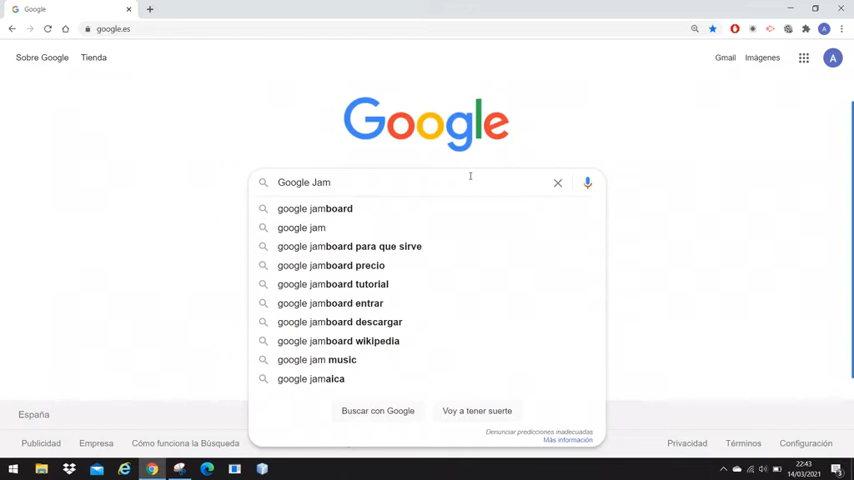 Google
google.es
A
Sobre Google Tienda
Gmail Imágenes A
Google
Google Jam
google jamboard
google jam
google jamboard para que sirve
google jamboard precio
google jamboard tutorial
google jamboard entrar
google jamboard descargar
google jamboard wikipedia
google jam music
google jamaica
Buscar con Google Voy a tener suerte
Denunciar predicciones inadecuadas
Más información
España
Publicidad Empresa Cómo funciona la Búsqueda Privacidad Términos Configuración
22:43
14/03/2021